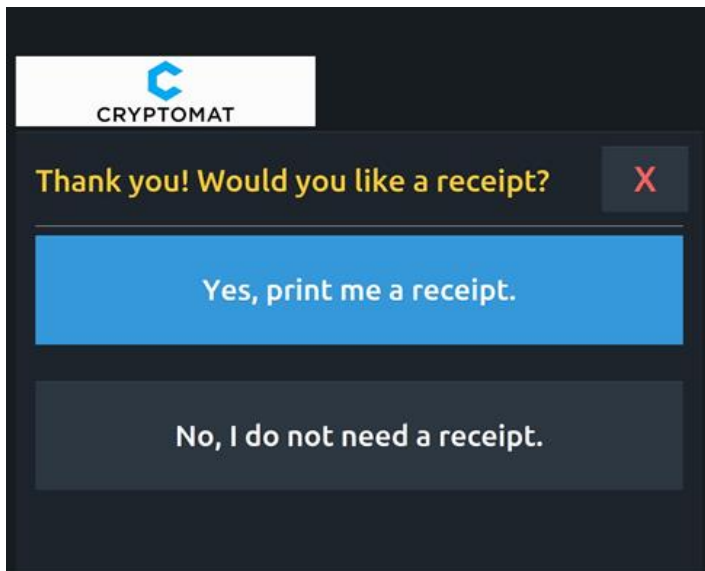 CRYPTOMAT
Thank you! Would you like a receipt?
X
Yes, print me a receipt.
No, I do not need a receipt.